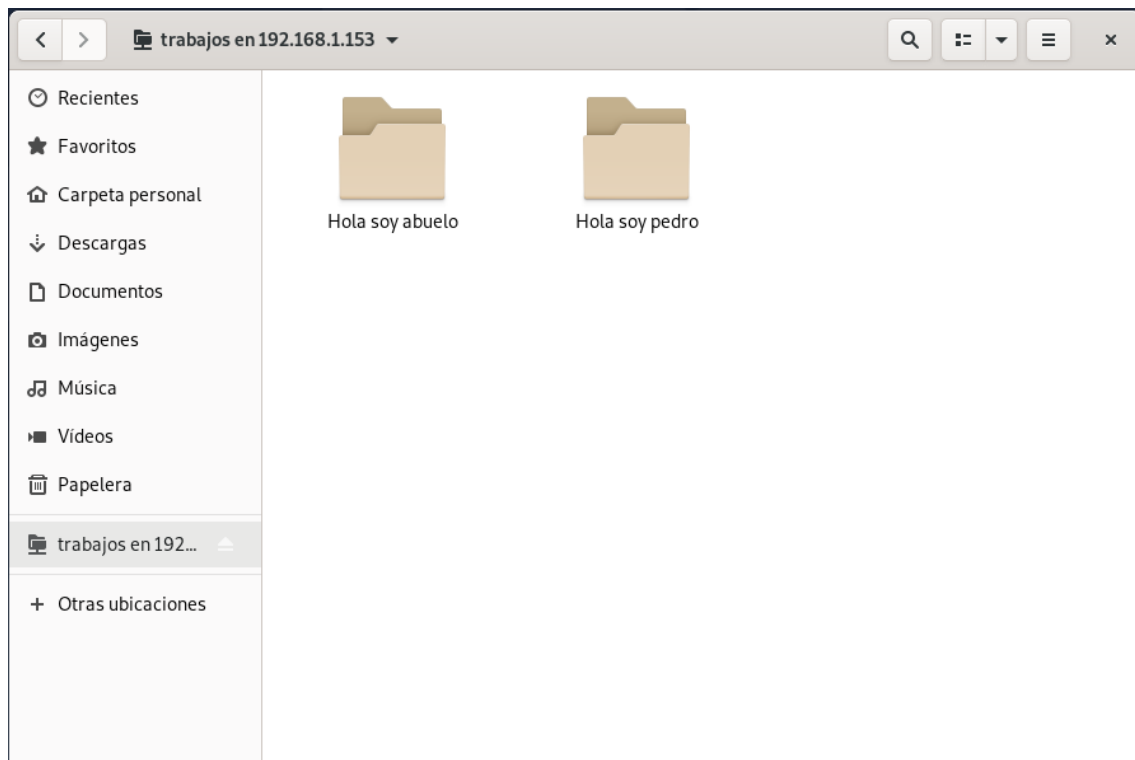 trabajos en 192.168.1.153
Recientes
Favoritos
Carpeta personal
Descargas
Documentos
Imágenes
Música
Vídeos
Papelera
trabajos en 192...
Otras ubicaciones
Hola soy abuelo
Hola soy pedro